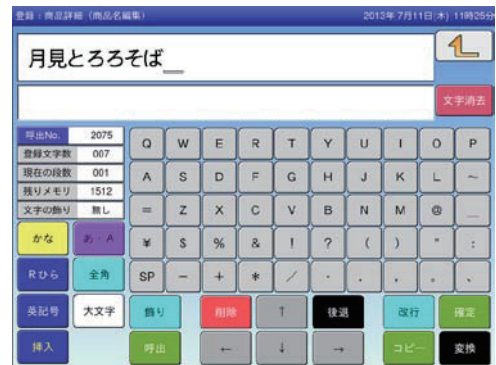 登録：商品詳細（商品名編集） 2013年 7月11日(木) 11時25分
月見とろろそば__
文字消去
呼出No. 2075
登録文字数 007
現在の段数 001
残りメモリ 1512
文字の飾り 無し
Q W E R T Y U I O P
A S D F G H J K L ~
= Z X C V B N M @ _
¥ $ % & ! ? ( ) " :
SP - + * / · . , 。 、
かな あ・A
Rひら 全角
英記号 大文字 飾り 削除 ↑ 後退 改行 確定
挿入 呼出 ← ↓ → コピー 変換